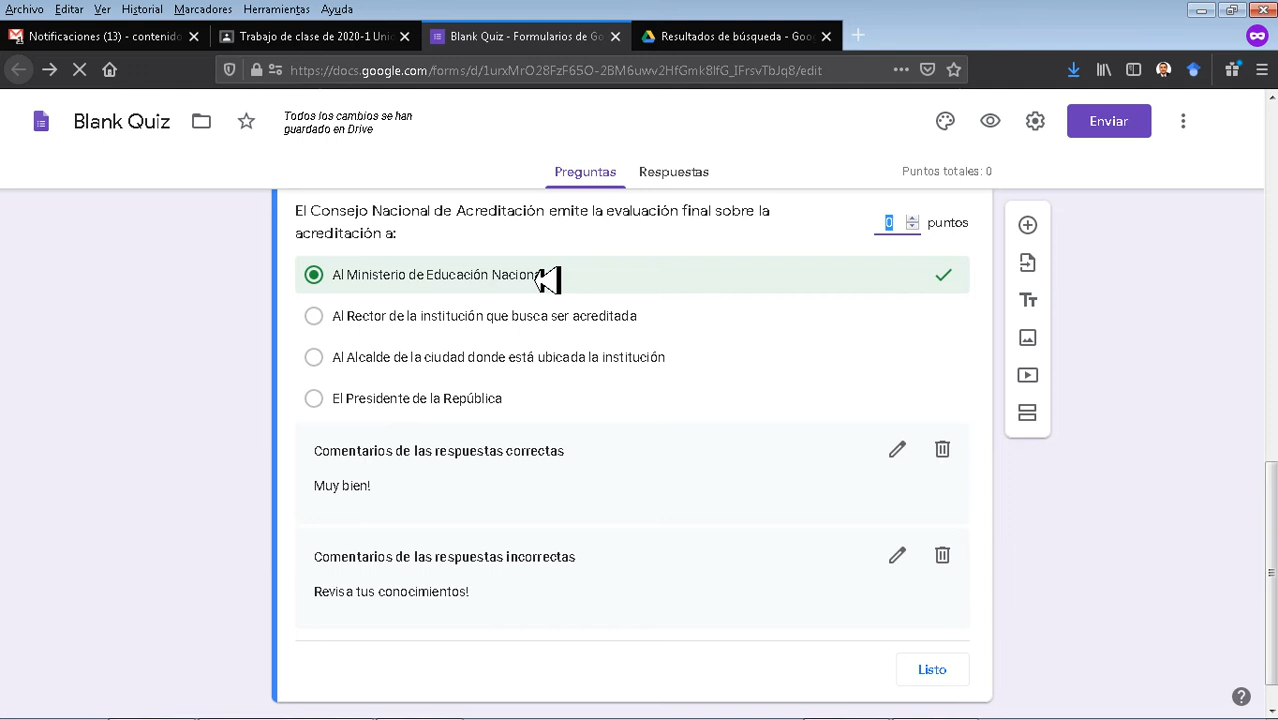 Archivo Editar Ver Historial Marcadores Herramientas Ayuda
Notificaciones (13) - contenido
Trabajo de clase de 2020-1 Unic
Blank Quiz - Formularios de Go
Resultados de búsqueda - Goog
https://docs.google.com/forms/d/1urxMrO28FzF65O-2BM6uwv2HfGmk8lfG_IFrsvTbJq8/edit
Blank Quiz
Todos los cambios se han
guardado en Drive
Enviar
Preguntas Respuestas
Puntos totales: 0
El Consejo Nacional de Acreditación emite la evaluación final sobre la
acreditación a:
0 puntos
Al Ministerio de Educación Nacional
Al Rector de la institución que busca ser acreditada
Al Alcalde de la ciudad donde está ubicada la institución
El Presidente de la República
Comentarios de las respuestas correctas
Muy bien!
Comentarios de las respuestas incorrectas
Revisa tus conocimientos!
Listo